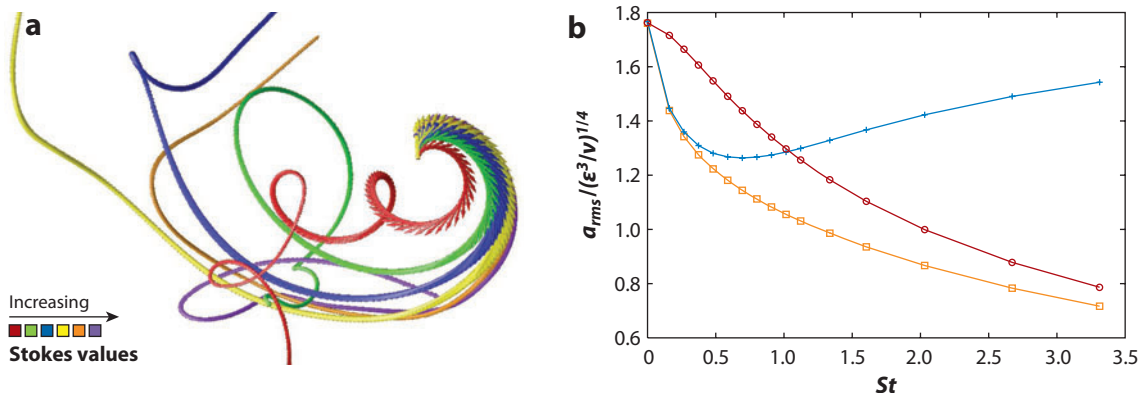 a
Increasing
Stokes values
b
a_rms/(ε³/ν)^1/4
1.8
1.6
1.4
1.2
1.0
0.8
0.6
0 0.5 1.0 1.5 2.0 2.5 3.0 3.5
St